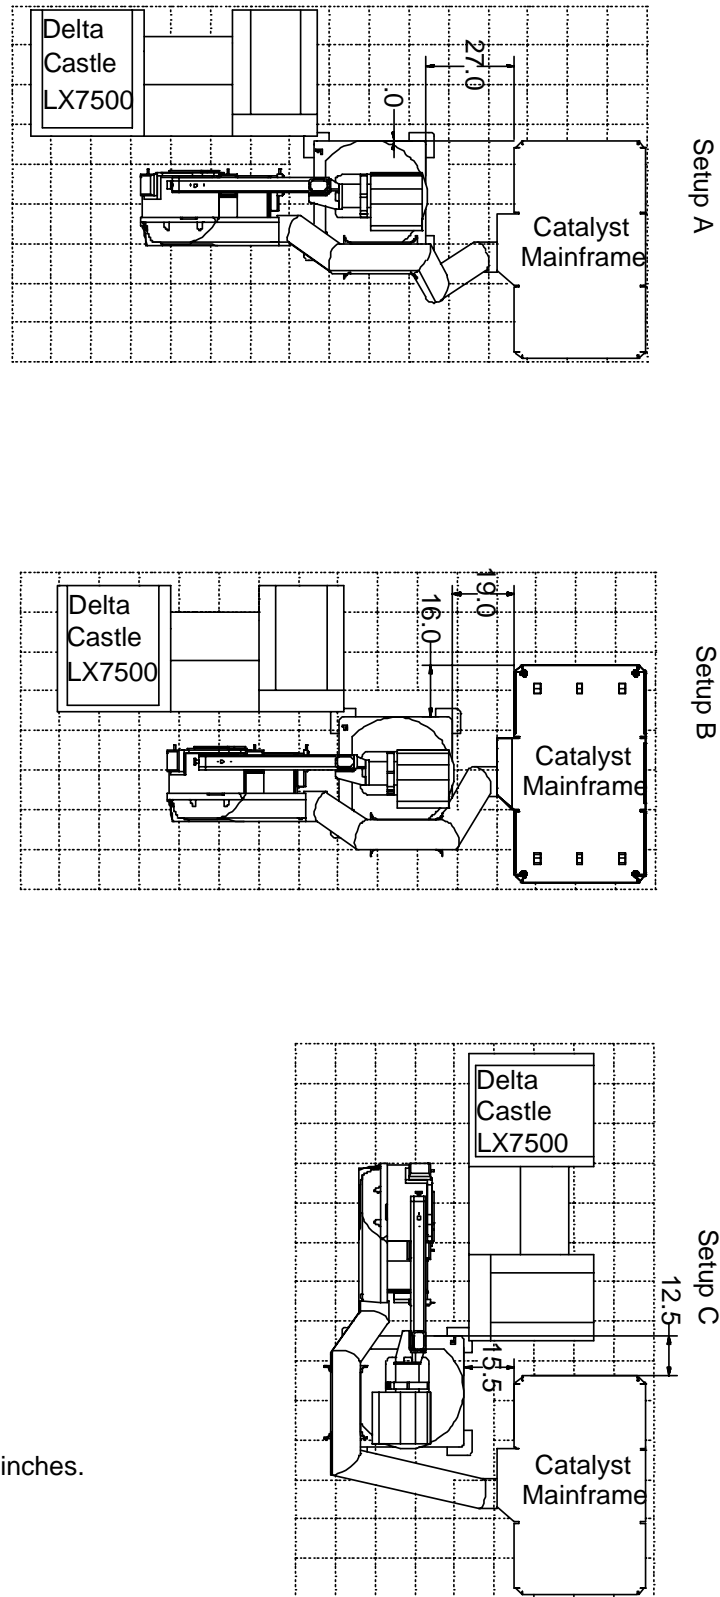 Delta
Castle
LX7500
27.0
.0
Catalyst
Mainframe
Setup A
Delta
Castle
LX7500
19.0
16.0
Catalyst
Mainframe
Setup B
Delta
Castle
LX7500
12.5
15.5
Catalyst
Mainframe
Setup C
inches.